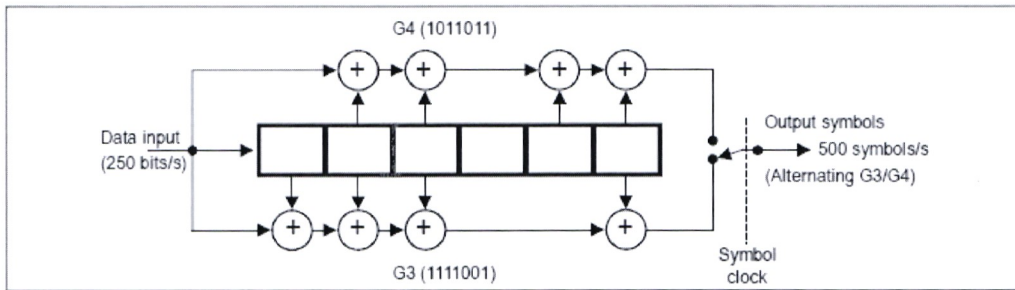 G4 (1011011)
+ + + +
Data input
(250 bits/s)
Output symbols
500 symbols/s
(Alternating G3/G4)
+ + + +
Symbol
clock
G3 (1111001)